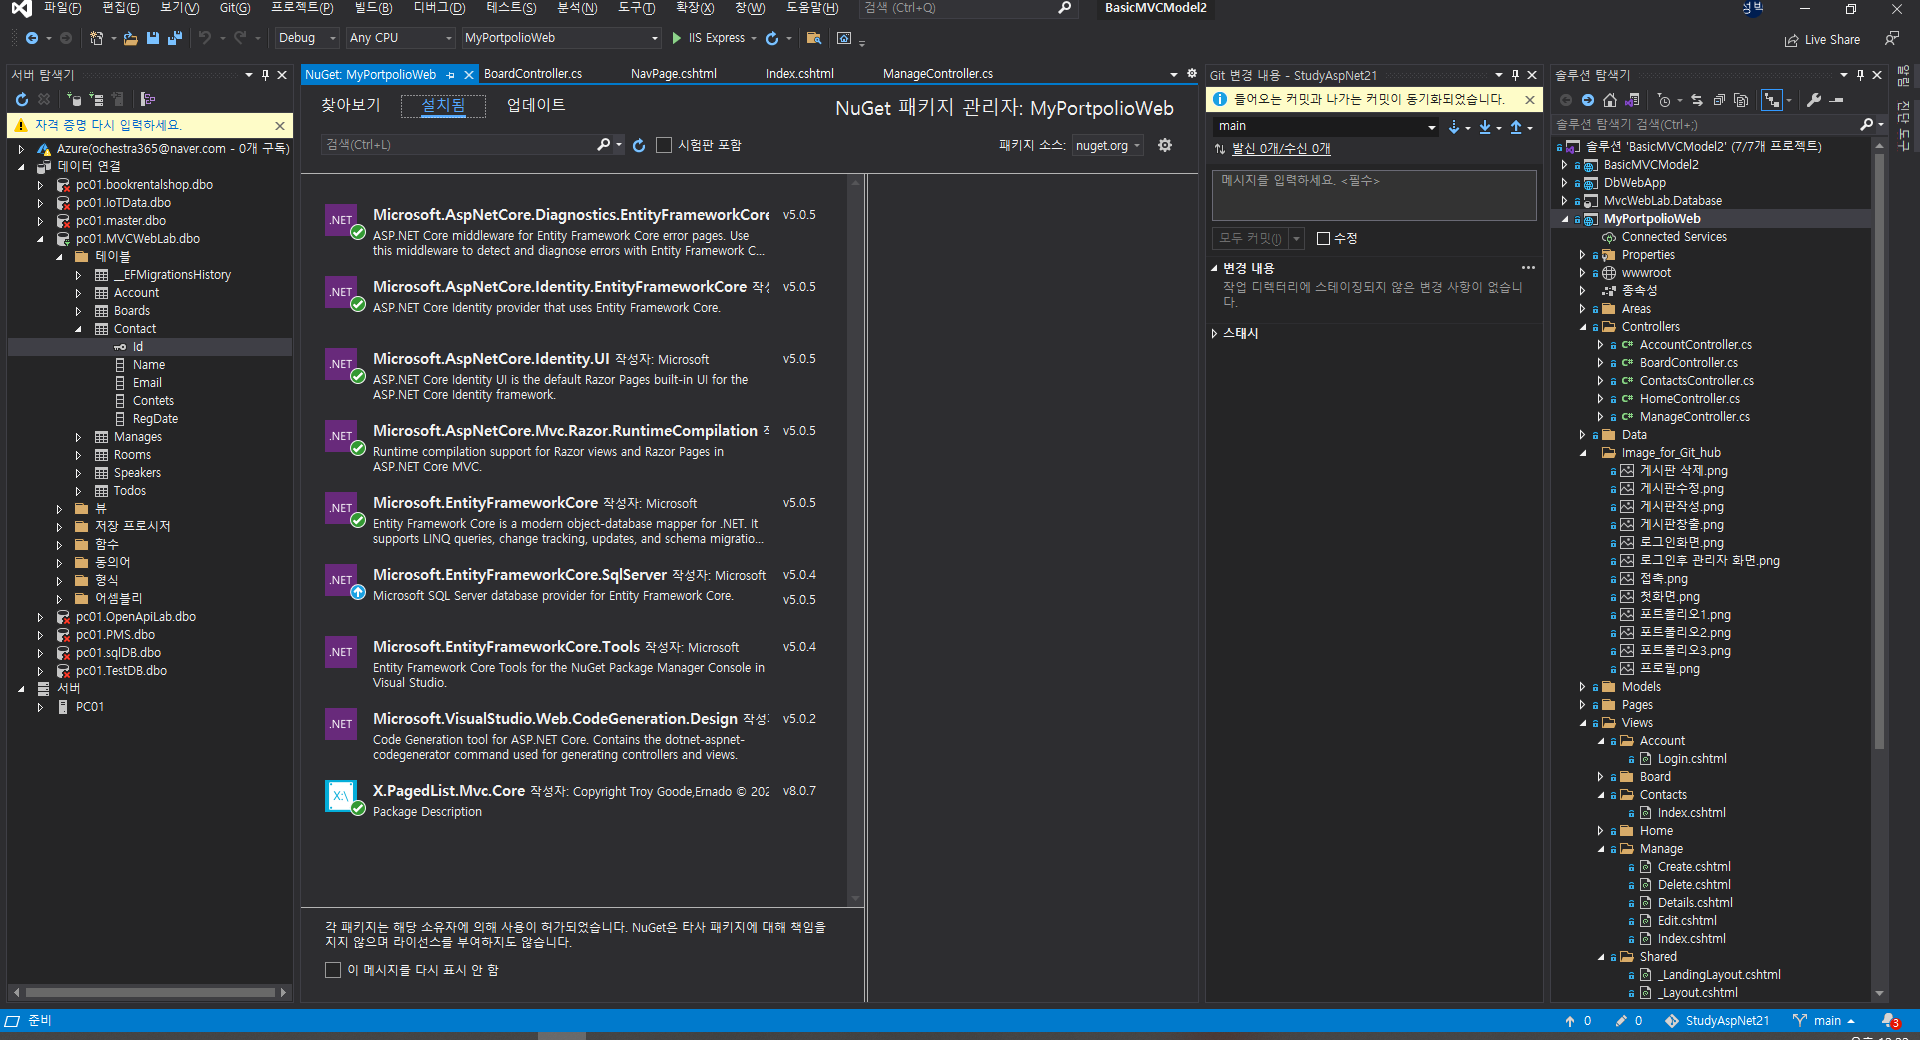 파일(F) 편집(E) 보기(V) Git(G) 프로젝트(P) 빌드(B) 디버그(D) 테스트(S) 분석(N) 도구(T) 확장(X) 창(W) 도움말(H) 검색 (Ctrl+Q) BasicMVCModel2 성빅
Debug Any CPU MyPortpolioWeb IIS Express Live Share
서버 탐색기
자격 증명 다시 입력하세요.
Azure(ochestra365@naver.com - 0개 구독)
데이터 연결
pc01.bookrentalshop.dbo
pc01.IoTData.dbo
pc01.master.dbo
pc01.MVCWebLab.dbo
테이블
__EFMigrationsHistory
Account
Boards
Contact
Id
Name
Email
Contets
RegDate
Manages
Rooms
Speakers
Todos
뷰
저장 프로시저
함수
동의어
형식
어셈블리
pc01.OpenApiLab.dbo
pc01.PMS.dbo
pc01.sqlDB.dbo
pc01.TestDB.dbo
서버
PC01
NuGet: MyPortpolioWeb BoardController.cs NavPage.cshtml Index.cshtml ManageController.cs
찾아보기 설치됨 업데이트 NuGet 패키지 관리자: MyPortpolioWeb
검색(Ctrl+L) 시험판 포함 패키지 소스: nuget.org
.NET Microsoft.AspNetCore.Diagnostics.EntityFrameworkCore v5.0.5
ASP.NET Core middleware for Entity Framework Core error pages. Use
this middleware to detect and diagnose errors with Entity Framework C...
.NET Microsoft.AspNetCore.Identity.EntityFrameworkCore 작성 v5.0.5
ASP.NET Core Identity provider that uses Entity Framework Core.
.NET Microsoft.AspNetCore.Identity.UI 작성자: Microsoft v5.0.5
ASP.NET Core Identity UI is the default Razor Pages built-in UI for the
ASP.NET Core Identity framework.
.NET Microsoft.AspNetCore.Mvc.Razor.RuntimeCompilation v5.0.5
Runtime compilation support for Razor views and Razor Pages in
ASP.NET Core MVC.
.NET Microsoft.EntityFrameworkCore 작성자: Microsoft v5.0.5
Entity Framework Core is a modern object-database mapper for .NET. It
supports LINQ queries, change tracking, updates, and schema migratio...
.NET Microsoft.EntityFrameworkCore.SqlServer 작성자: Microsoft v5.0.4
Microsoft SQL Server database provider for Entity Framework Core. v5.0.5
.NET Microsoft.EntityFrameworkCore.Tools 작성자: Microsoft v5.0.4
Entity Framework Core Tools for the NuGet Package Manager Console in
Visual Studio.
.NET Microsoft.VisualStudio.Web.CodeGeneration.Design 작성: v5.0.2
Code Generation tool for ASP.NET Core. Contains the dotnet-aspnet-
codegenerator command used for generating controllers and views.
X:\ X.PagedList.Mvc.Core 작성자: Copyright Troy Goode,Ernado © 202 v8.0.7
Package Description
각 패키지는 해당 소유자에 의해 사용이 허가되었습니다. NuGet은 타사 패키지에 대해 책임을
지지 않으며 라이선스를 부여하지도 않습니다.
이 메시지를 다시 표시 안 함
Git 변경 내용 - StudyAspNet21
들어오는 커밋과 나가는 커밋이 동기화되었습니다.
main
발신 0개/수신 0개
메시지를 입력하세요. <필수>
모두 커밋(I) 수정
변경 내용
작업 디렉터리에 스테이징되지 않은 변경 사항이 없습니
다.
스태시
솔루션 탐색기
솔루션 탐색기 검색(Ctrl+;)
솔루션 'BasicMVCModel2' (7/7개 프로젝트)
BasicMVCModel2
DbWebApp
MvcWebLab.Database
MyPortpolioWeb
Connected Services
Properties
wwwroot
종속성
Areas
Controllers
C# AccountController.cs
C# BoardController.cs
C# ContactsController.cs
C# HomeController.cs
C# ManageController.cs
Data
Image_for_Git_hub
게시판 삭제.png
게시판수정.png
게시판작성.png
게시판창출.png
로그인화면.png
로그인후 관리자 화면.png
접촉.png
첫화면.png
포트폴리오1.png
포트폴리오2.png
포트폴리오3.png
프로필.png
Models
Pages
Views
Account
Login.cshtml
Board
Contacts
Index.cshtml
Home
Manage
Create.cshtml
Delete.cshtml
Details.cshtml
Edit.cshtml
Index.cshtml
Shared
_LandingLayout.cshtml
_Layout.cshtml
알림
진단 도구
준비 0 0 StudyAspNet21 main 3